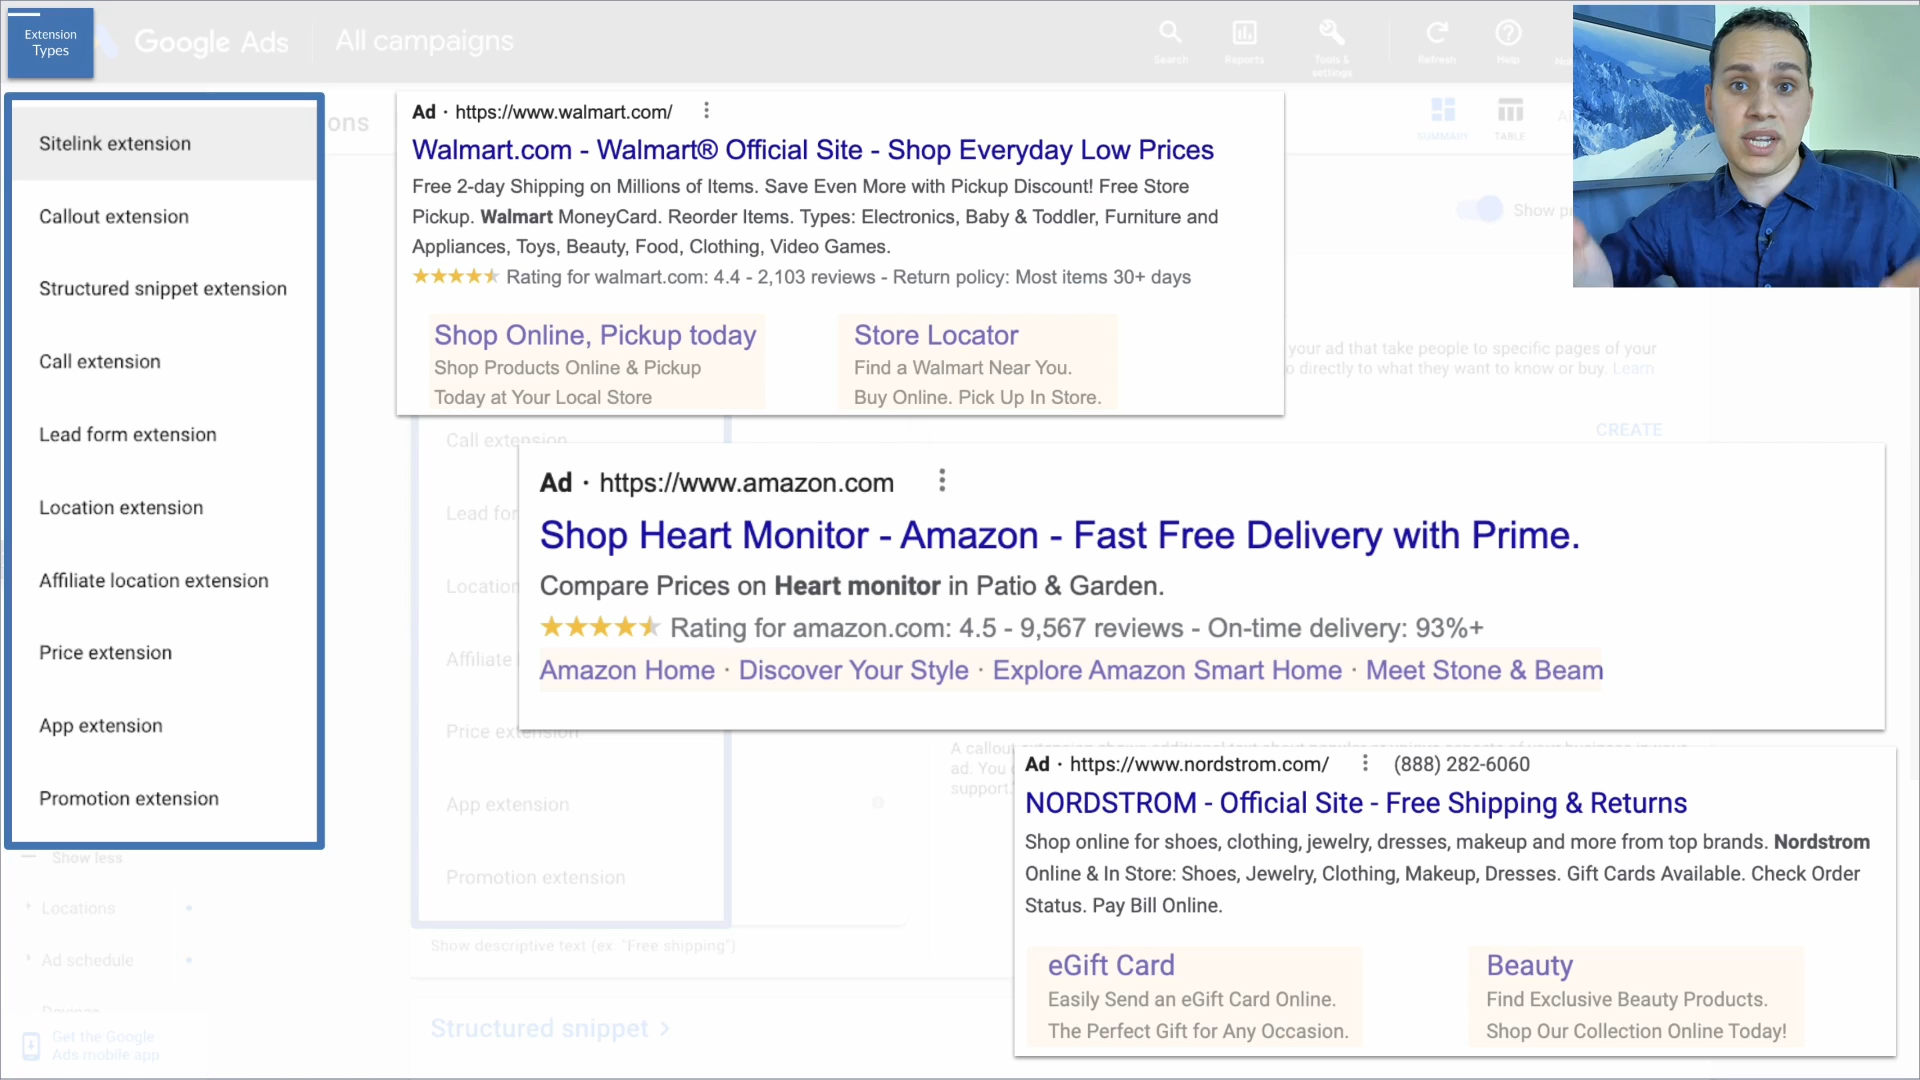 Extension
Types
Google Ads
All campaigns
Search
Reports
Tools &
settings
Refresh
Help
Sitelink extension
Callout extension
Structured snippet extension
Call extension
Lead form extension
Location extension
Affiliate location extension
Price extension
App extension
Promotion extension
ons
SUMMARY
TABLE
Ad · https://www.walmart.com/
Walmart.com - Walmart® Official Site - Shop Everyday Low Prices
Free 2-day Shipping on Millions of Items. Save Even More with Pickup Discount! Free Store
Pickup. Walmart MoneyCard. Reorder Items. Types: Electronics, Baby & Toddler, Furniture and
Appliances, Toys, Beauty, Food, Clothing, Video Games.
Rating for walmart.com: 4.4 - 2,103 reviews - Return policy: Most items 30+ days
Shop Online, Pickup today
Shop Products Online & Pickup
Today at Your Local Store
Store Locator
Find a Walmart Near You.
Buy Online. Pick Up In Store.
Show
your ad that take people to specific pages of your
directly to what they want to know or buy. Learn
CREATE
Call extension
Lead for
Location
Affiliate
Price extension
App extension
Promotion extension
Ad · https://www.amazon.com
Shop Heart Monitor - Amazon - Fast Free Delivery with Prime.
Compare Prices on Heart monitor in Patio & Garden.
Rating for amazon.com: 4.5 - 9,567 reviews - On-time delivery: 93%+
Amazon Home · Discover Your Style · Explore Amazon Smart Home · Meet Stone & Beam
A callout
ad. You
support.
Ad · https://www.nordstrom.com/ (888) 282-6060
NORDSTROM - Official Site - Free Shipping & Returns
Shop online for shoes, clothing, jewelry, dresses, makeup and more from top brands. Nordstrom
Online & In Store: Shoes, Jewelry, Clothing, Makeup, Dresses. Gift Cards Available. Check Order
Status. Pay Bill Online.
eGift Card
Easily Send an eGift Card Online.
The Perfect Gift for Any Occasion.
Beauty
Find Exclusive Beauty Products.
Shop Our Collection Online Today!
Show less
Locations
Ad schedule
Devices
Get the Google
Ads mobile app
Show descriptive text (ex. "Free shipping")
Structured snippet